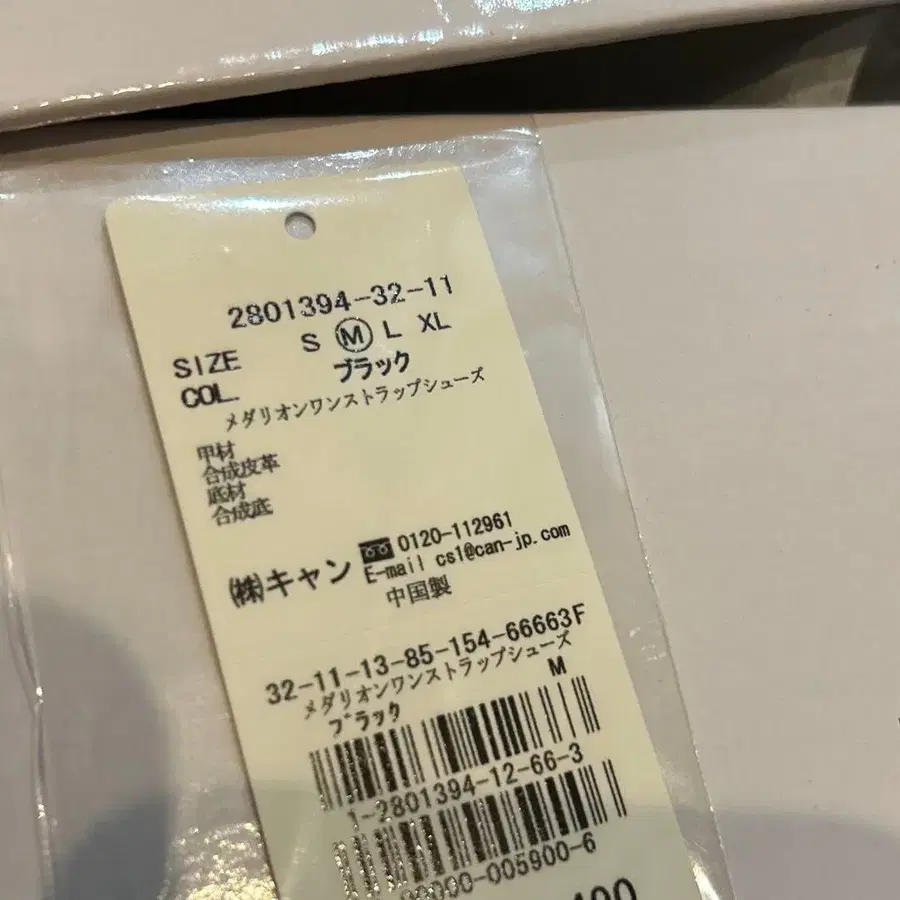 2801394-32-11
SIZE S M L XL
COL. ブラック
メダリオンワンストラップシューズ
甲材
合成皮革
底材
合成底
㈱キャン 0120-112961
E-mail cs1@can-jp.com
中国製
32-11-13-85-154-66663F
メダリオンワンストラップシューズ
ブラック M
1-2801394-12-66-3
0000-005900-6